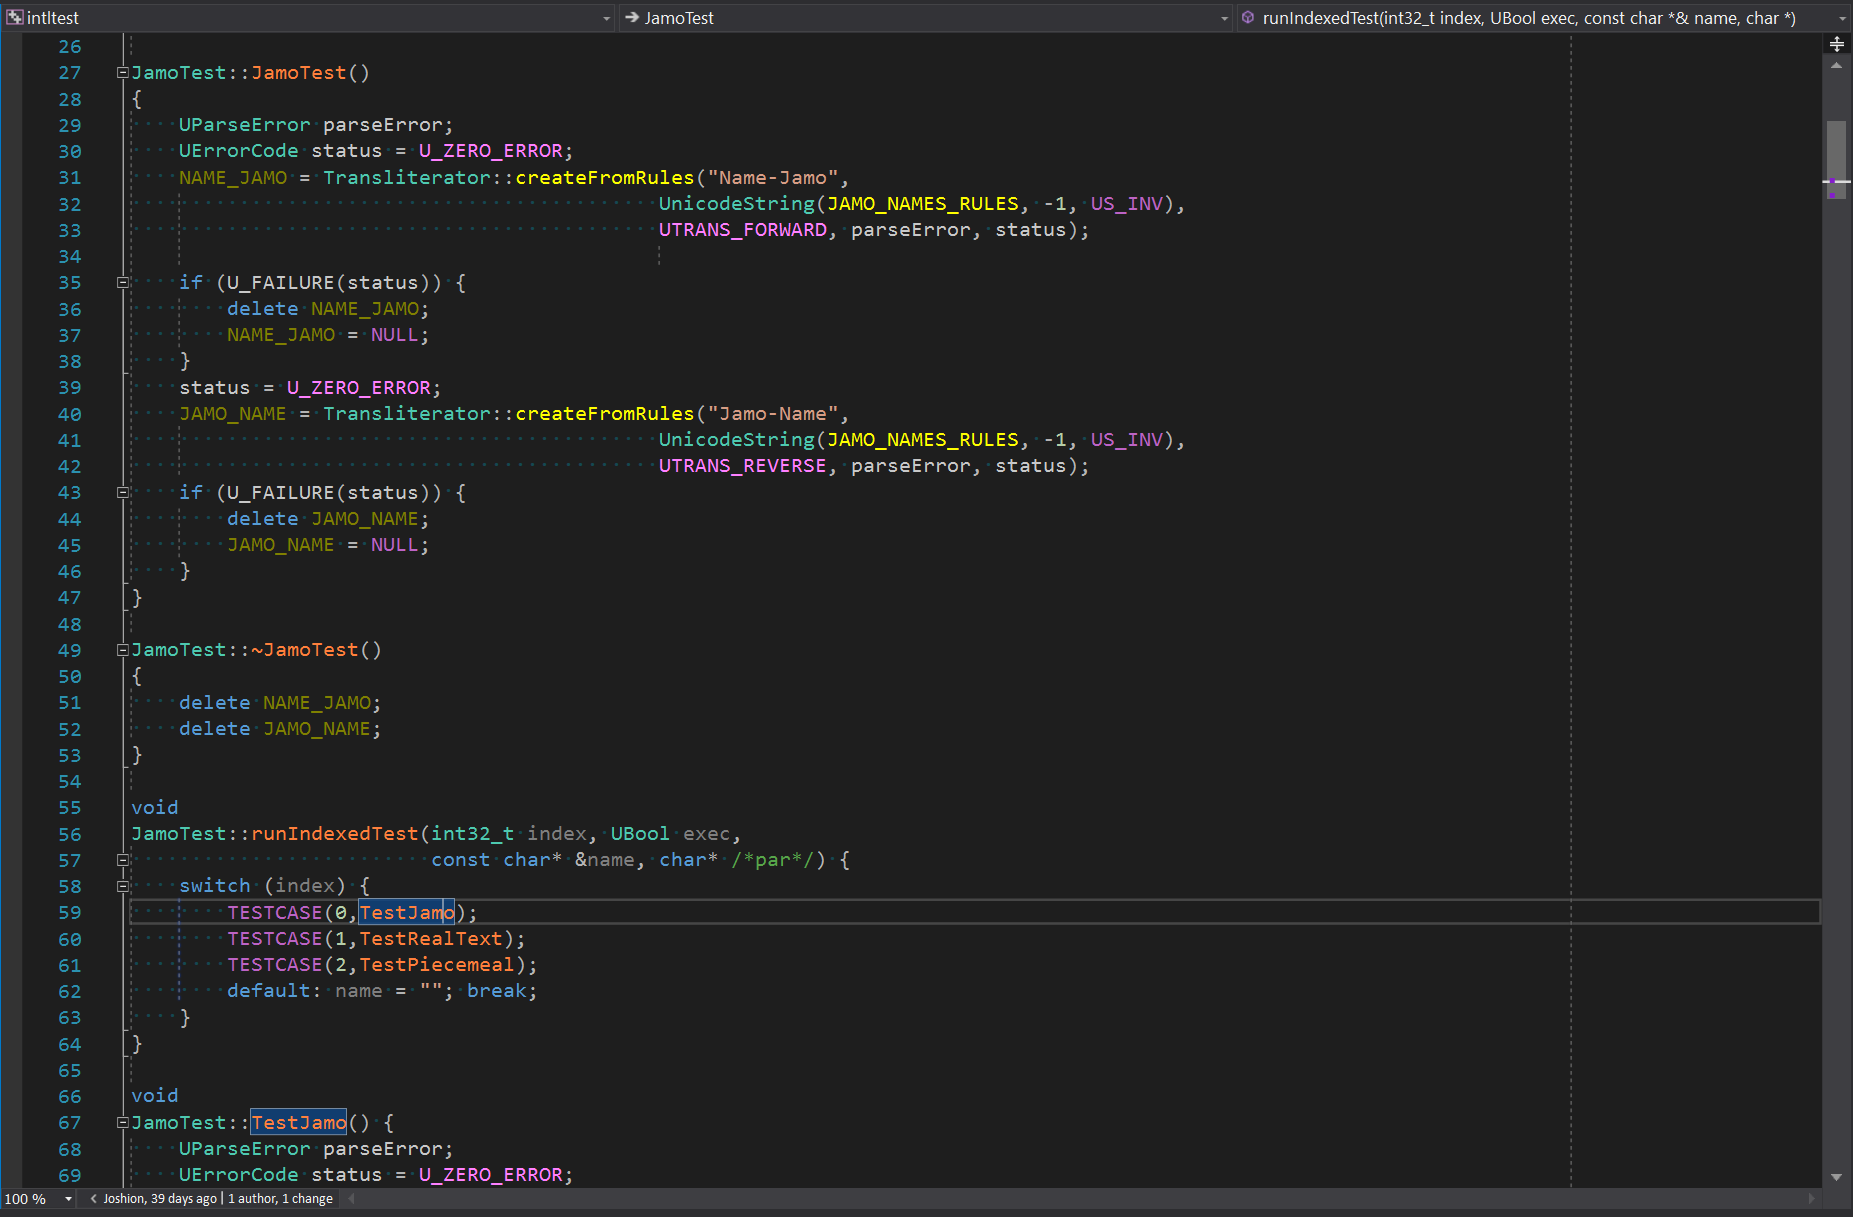 intltest
JamoTest
runIndexedTest(int32_t index, UBool exec, const char *& name, char *)
26
27 JamoTest::JamoTest()
28 {
29     UParseError parseError;
30     UErrorCode status = U_ZERO_ERROR;
31     NAME_JAMO = Transliterator::createFromRules("Name-Jamo",
32                                             UnicodeString(JAMO_NAMES_RULES, -1, US_INV),
33                                             UTRANS_FORWARD, parseError, status);
34
35     if (U_FAILURE(status)) {
36         delete NAME_JAMO;
37         NAME_JAMO = NULL;
38     }
39     status = U_ZERO_ERROR;
40     JAMO_NAME = Transliterator::createFromRules("Jamo-Name",
41                                             UnicodeString(JAMO_NAMES_RULES, -1, US_INV),
42                                             UTRANS_REVERSE, parseError, status);
43     if (U_FAILURE(status)) {
44         delete JAMO_NAME;
45         JAMO_NAME = NULL;
46     }
47 }
48
49 JamoTest::~JamoTest()
50 {
51     delete NAME_JAMO;
52     delete JAMO_NAME;
53 }
54
55 void
56 JamoTest::runIndexedTest(int32_t index, UBool exec,
57                          const char* &name, char* /*par*/) {
58     switch (index) {
59         TESTCASE(0,TestJamo);
60         TESTCASE(1,TestRealText);
61         TESTCASE(2,TestPiecemeal);
62         default: name = ""; break;
63     }
64 }
65
66 void
67 JamoTest::TestJamo() {
68     UParseError parseError;
69     UErrorCode status = U_ZERO_ERROR;
100 %
Joshion, 39 days ago | 1 author, 1 change